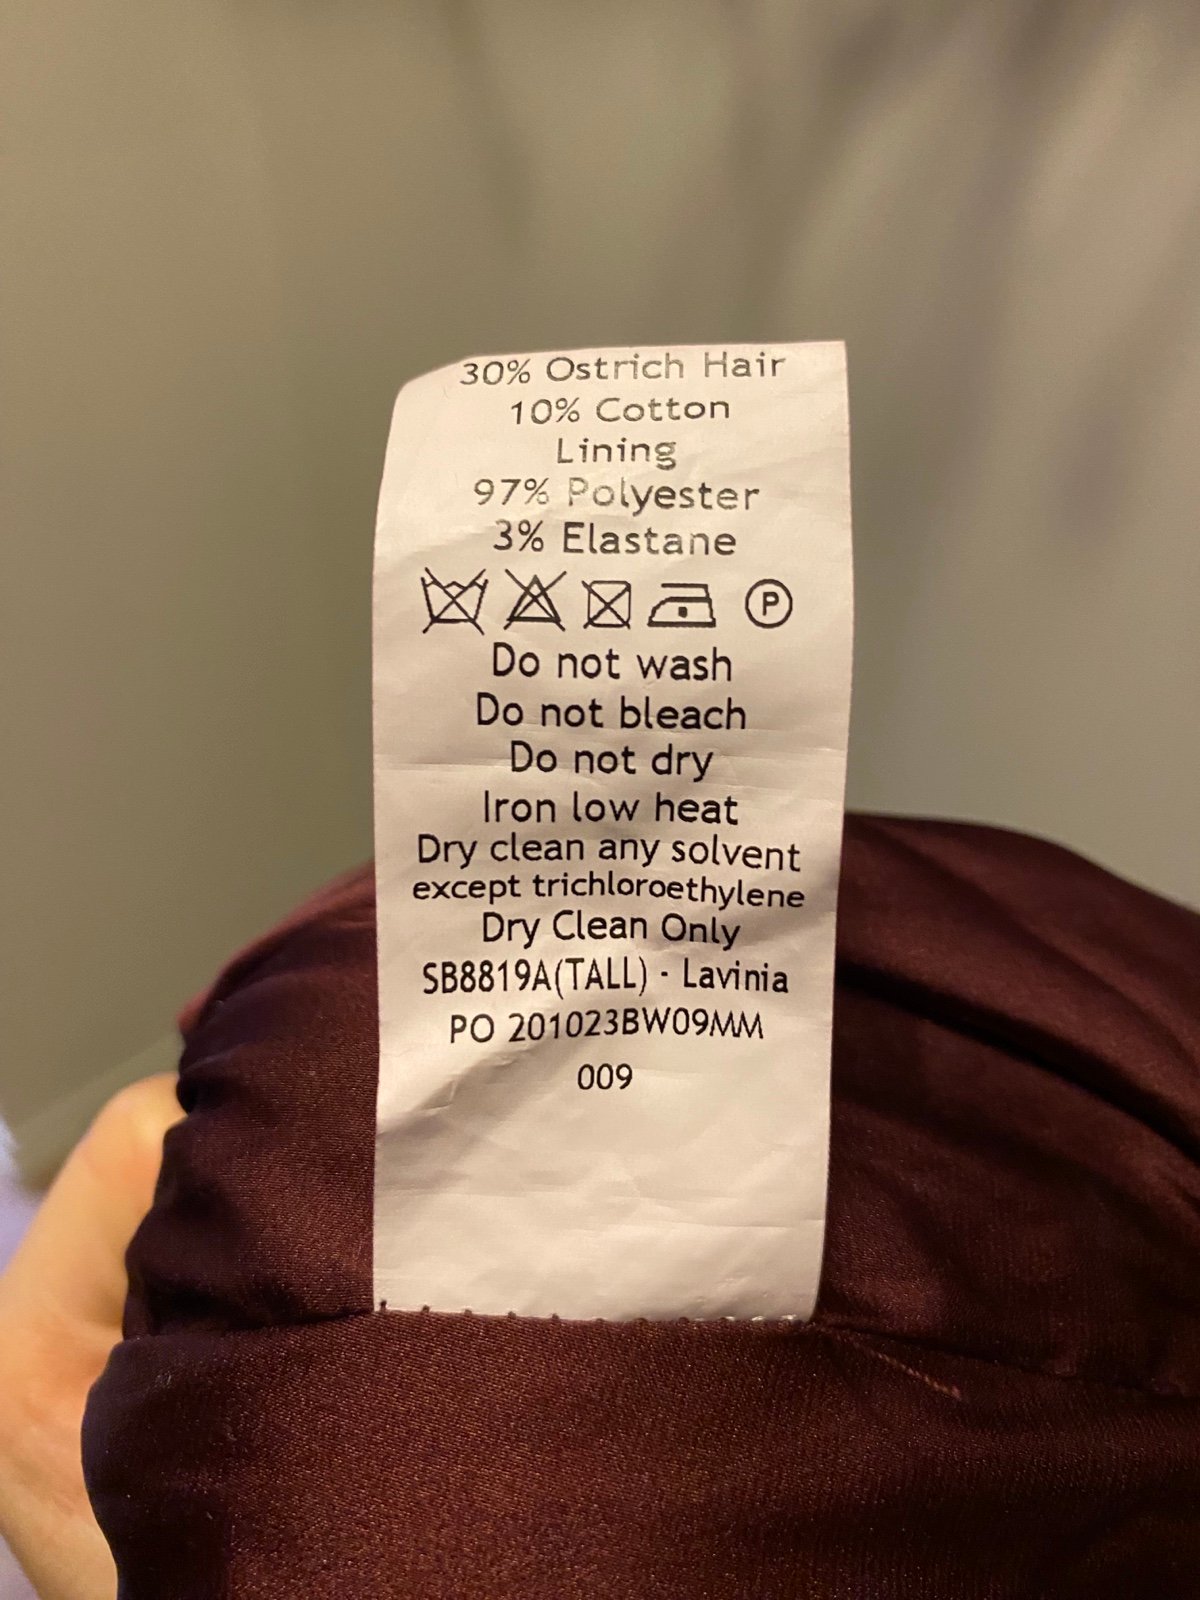 30% Ostrich Hair
10% Cotton
Lining
97% Polyester
3% Elastane
P
Do not wash
Do not bleach
Do not dry
Iron low heat
Dry clean any solvent
except trichloroethylene
Dry Clean Only
SB8819A(TALL) · Lavinia
PO 201023BW09MM
009